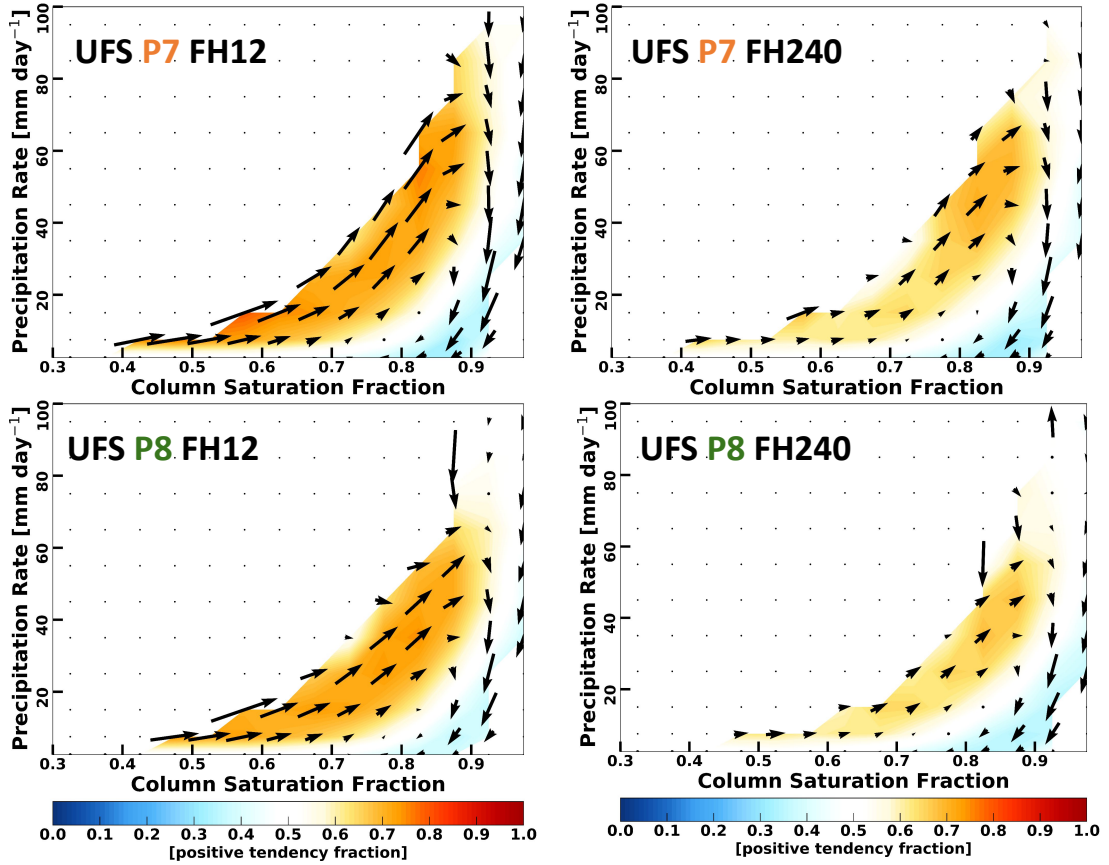 UFS P7 FH12
Precipitation Rate [mm day⁻¹]
100
80
60
40
20
0.3 0.4 0.5 0.6 0.7 0.8 0.9
Column Saturation Fraction
UFS P7 FH240
Precipitation Rate [mm day⁻¹]
100
80
60
40
20
0.3 0.4 0.5 0.6 0.7 0.8 0.9
Column Saturation Fraction
UFS P8 FH12
Precipitation Rate [mm day⁻¹]
100
80
60
40
20
0.3 0.4 0.5 0.6 0.7 0.8 0.9
Column Saturation Fraction
UFS P8 FH240
Precipitation Rate [mm day⁻¹]
100
80
60
40
20
0.3 0.4 0.5 0.6 0.7 0.8 0.9
Column Saturation Fraction
0.0 0.1 0.2 0.3 0.4 0.5 0.6 0.7 0.8 0.9 1.0
[positive tendency fraction]
0.0 0.1 0.2 0.3 0.4 0.5 0.6 0.7 0.8 0.9 1.0
[positive tendency fraction]